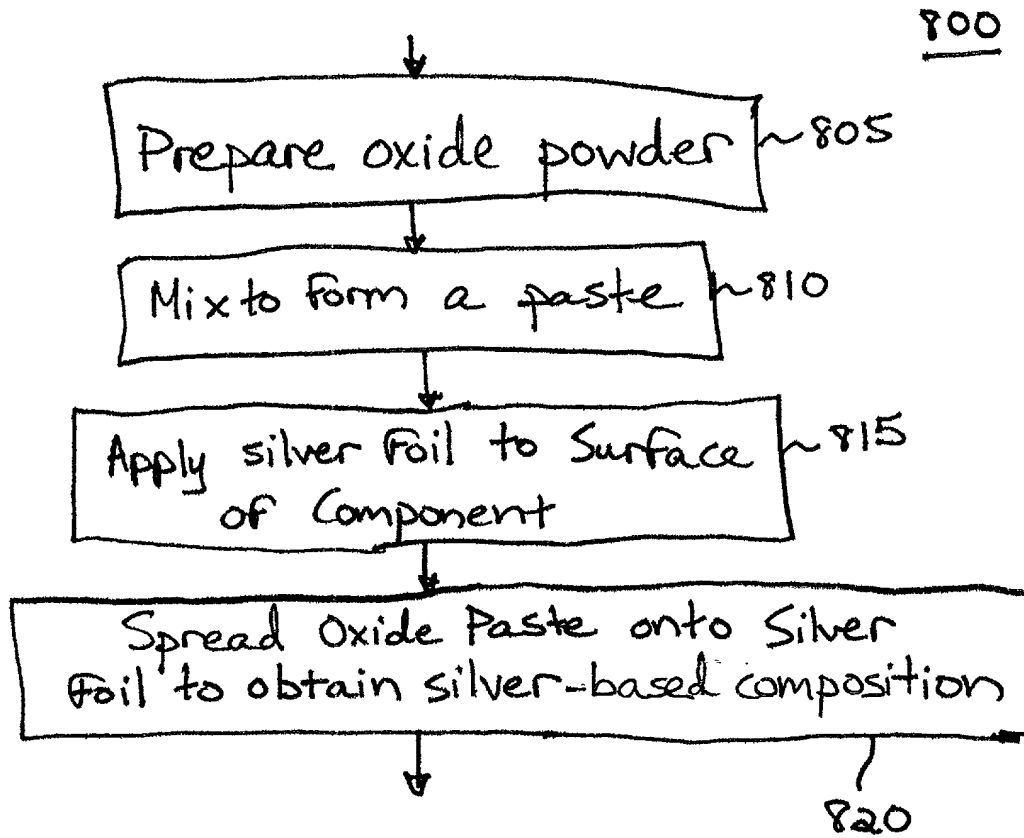 800
Prepare oxide powder
805
Mix to form a paste
810
Apply silver foil to Surface
of Component
815
Spread Oxide Paste onto Silver
foil to obtain silver-based composition
820